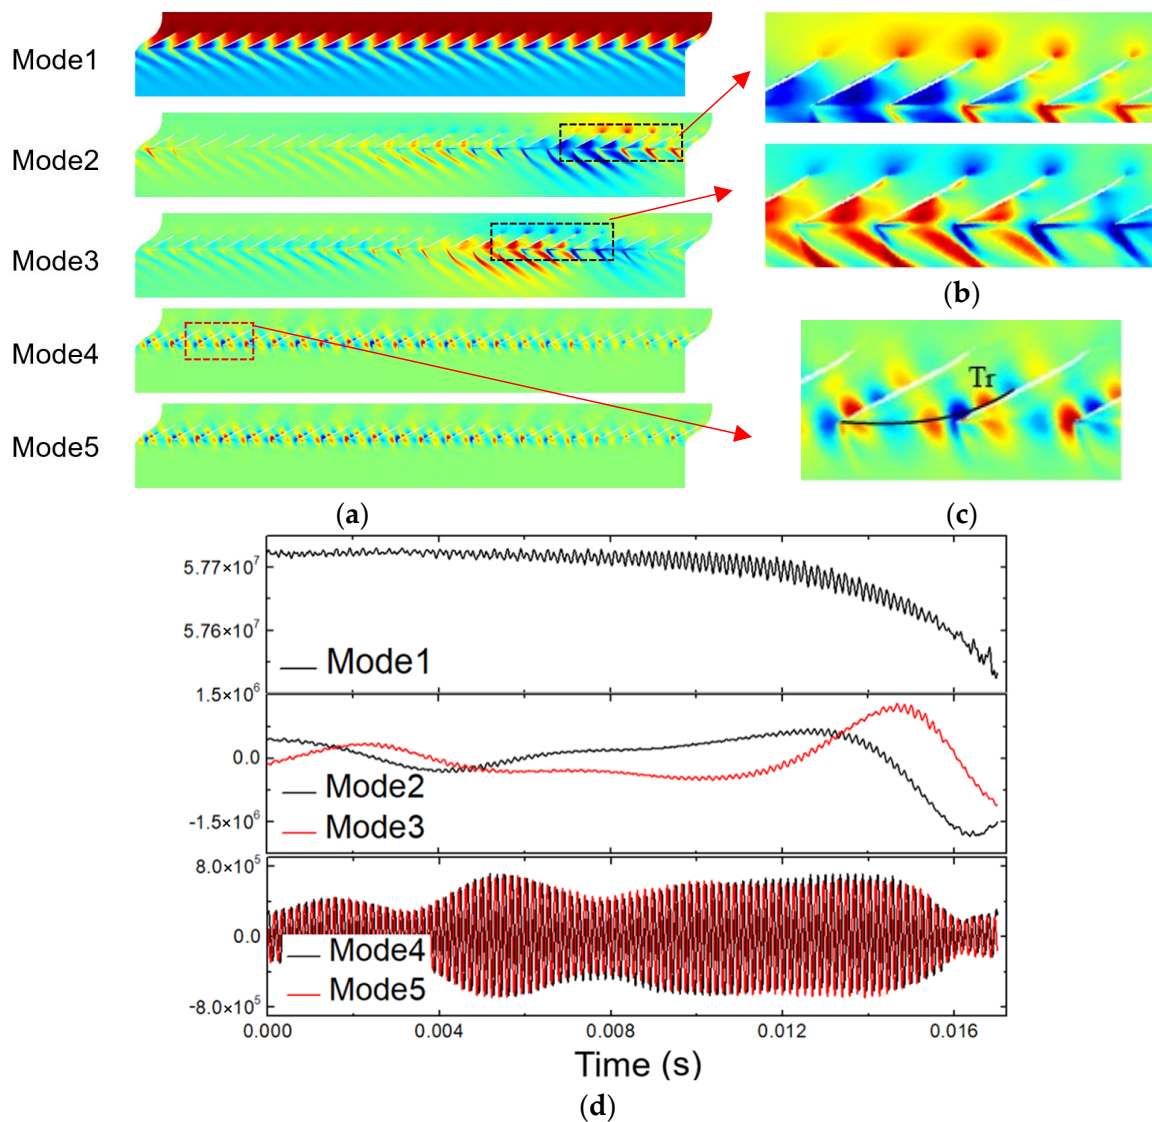 Mode1
Mode2
Mode3
Mode4
Mode5
(a)
(b)
Tr
(c)
5.77×10⁷
5.76×10⁷
Mode1
1.5×10⁶
0.0
-1.5×10⁶
Mode2
Mode3
8.0×10⁵
0.0
-8.0×10⁵
Mode4
Mode5
0.000 0.004 0.008 0.012 0.016
Time (s)
(d)